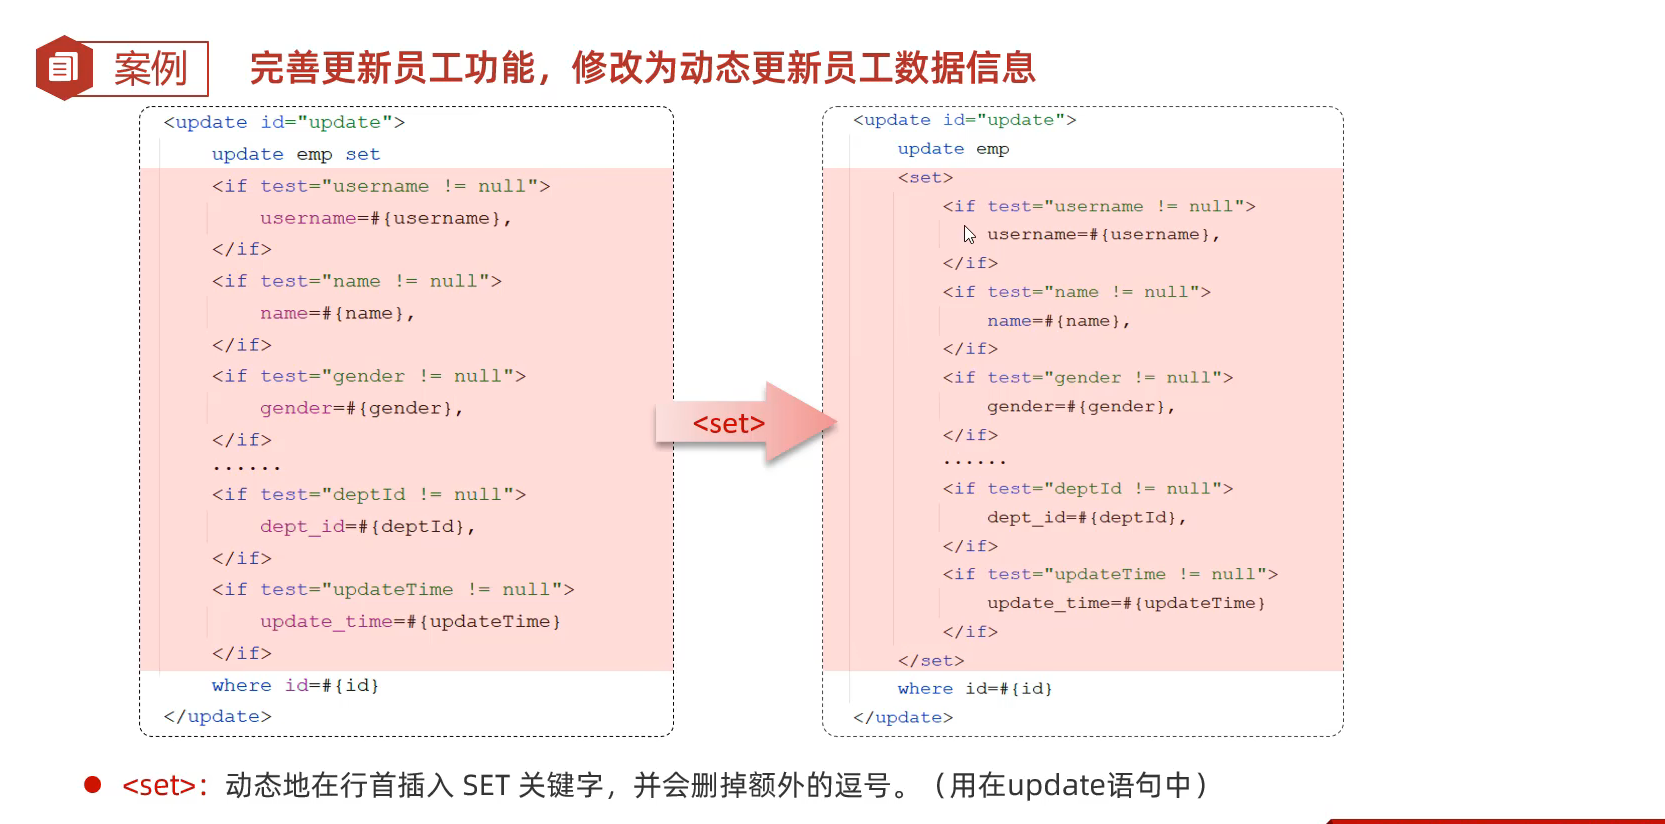 案例
完善更新员工功能，修改为动态更新员工数据信息
<update id="update">
update emp set
<if test="username != null">
username=#{username},
</if>
<if test="name != null">
name=#{name},
</if>
<if test="gender != null">
gender=#{gender},
</if>
......
<if test="deptId != null">
dept_id=#{deptId},
</if>
<if test="updateTime != null">
update_time=#{updateTime}
</if>
where id=#{id}
</update>
<set>
<update id="update">
update emp
<set>
<if test="username != null">
username=#{username},
</if>
<if test="name != null">
name=#{name},
</if>
<if test="gender != null">
gender=#{gender},
</if>
......
<if test="deptId != null">
dept_id=#{deptId},
</if>
<if test="updateTime != null">
update_time=#{updateTime}
</if>
</set>
where id=#{id}
</update>
<set>：动态地在行首插入 SET 关键字，并会删掉额外的逗号。（用在update语句中）